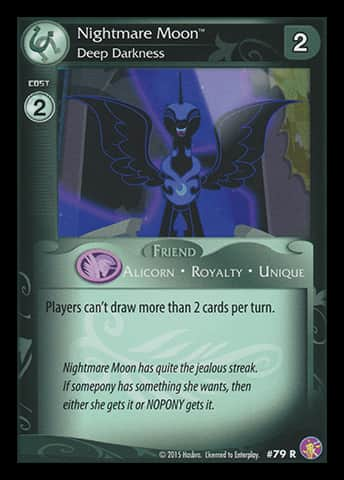 Nightmare Moon™
Deep Darkness
2
COST
2
FRIEND
ALICORN • ROYALTY • UNIQUE
Players can't draw more than 2 cards per turn.
Nightmare Moon has quite the jealous streak.
If somepony has something she wants, then
either she gets it or NOPONY gets it.
© 2015 Hasbro. Licensed to Enterplay. #79 R